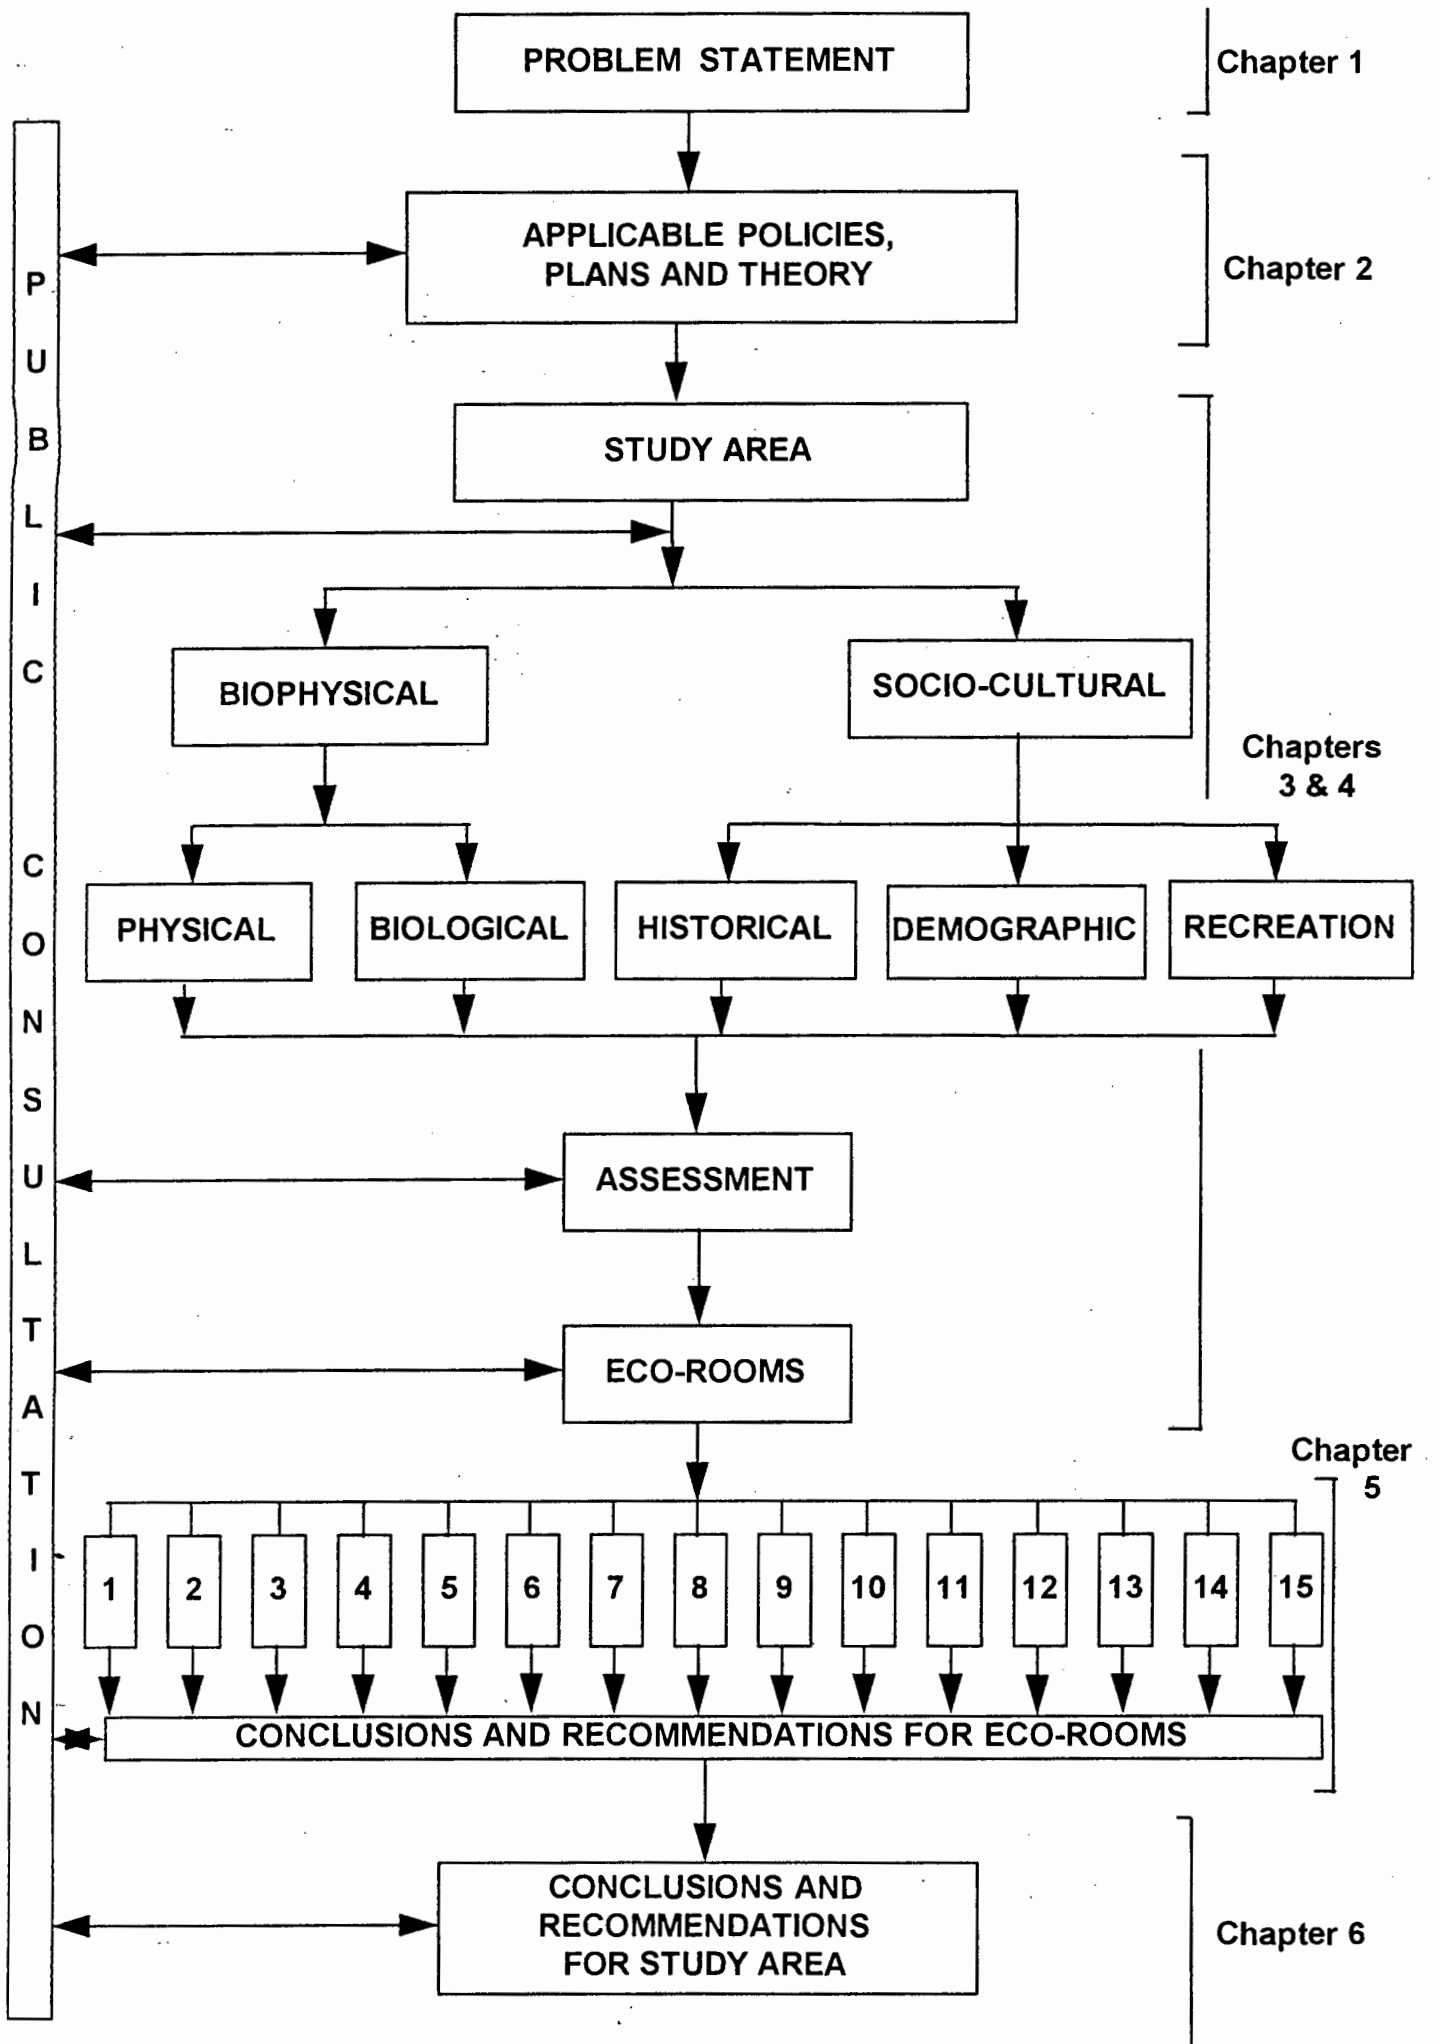 PROBLEM STATEMENT
Chapter 1
APPLICABLE POLICIES,
PLANS AND THEORY
Chapter 2
PUBLIC CONSULTATION
STUDY AREA
BIOPHYSICAL
SOCIO-CULTURAL
Chapters
3 & 4
PHYSICAL
BIOLOGICAL
HISTORICAL
DEMOGRAPHIC
RECREATION
ASSESSMENT
ECO-ROOMS
Chapter
5
1 2 3 4 5 6 7 8 9 10 11 12 13 14 15
CONCLUSIONS AND RECOMMENDATIONS FOR ECO-ROOMS
CONCLUSIONS AND
RECOMMENDATIONS
FOR STUDY AREA
Chapter 6